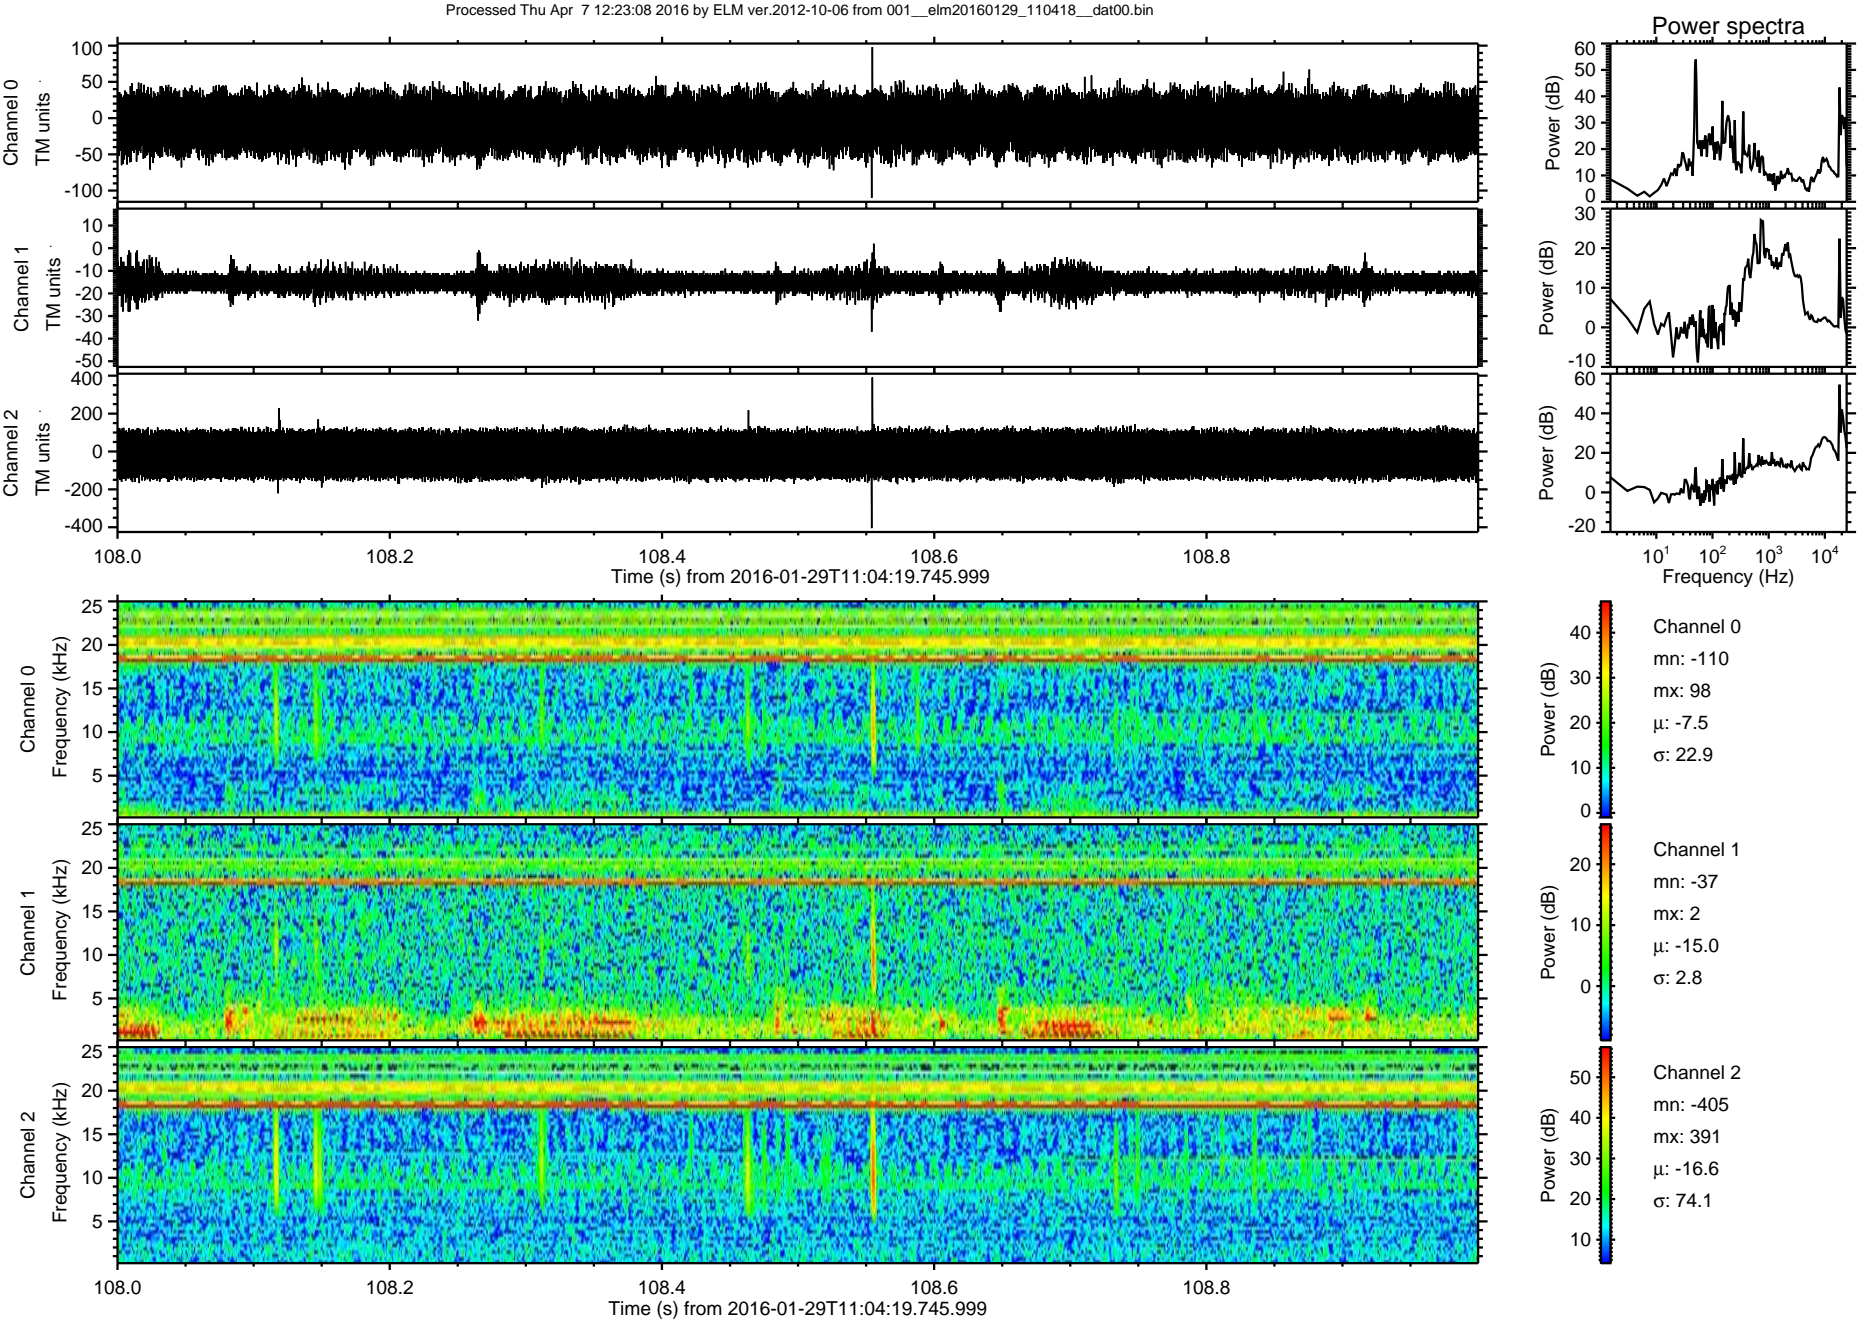 Processed Thu Apr 7 12:23:08 2016 by ELM ver.2012-10-06 from 001__elm20160129_110418__dat00.bin
Power spectra
Channel 0
TM units
100
50
0
-50
-100
Power (dB)
60
50
40
30
20
10
0
Channel 1
TM units
10
0
-10
-20
-30
-40
-50
Power (dB)
30
20
10
0
-10
Channel 2
TM units
400
200
0
-200
-400
Power (dB)
60
40
20
0
-20
108.0 108.2 108.4 108.6 108.8
Time (s) from 2016-01-29T11:04:19.745.999
10¹ 10² 10³ 10⁴
Frequency (Hz)
Channel 0
Frequency (kHz)
25
20
15
10
5
Power (dB)
40
30
20
10
0
Channel 0
mn: -110
mx: 98
μ: -7.5
σ: 22.9
Channel 1
Frequency (kHz)
25
20
15
10
5
Power (dB)
20
10
0
Channel 1
mn: -37
mx: 2
μ: -15.0
σ: 2.8
Channel 2
Frequency (kHz)
25
20
15
10
5
Power (dB)
50
40
30
20
10
Channel 2
mn: -405
mx: 391
μ: -16.6
σ: 74.1
108.0 108.2 108.4 108.6 108.8
Time (s) from 2016-01-29T11:04:19.745.999